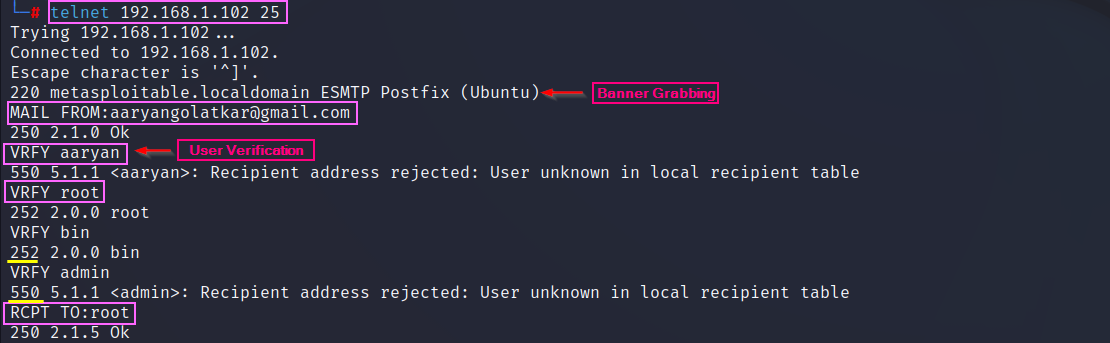 └─# telnet 192.168.1.102 25
Trying 192.168.1.102...
Connected to 192.168.1.102.
Escape character is '^]'.
220 metasploitable.localdomain ESMTP Postfix (Ubuntu) Banner Grabbing
MAIL FROM:aaryangolatkar@gmail.com
250 2.1.0 Ok
VRFY aaryan User Verification
550 5.1.1 <aaryan>: Recipient address rejected: User unknown in local recipient table
VRFY root
252 2.0.0 root
VRFY bin
252 2.0.0 bin
VRFY admin
550 5.1.1 <admin>: Recipient address rejected: User unknown in local recipient table
RCPT TO:root
250 2.1.5 Ok